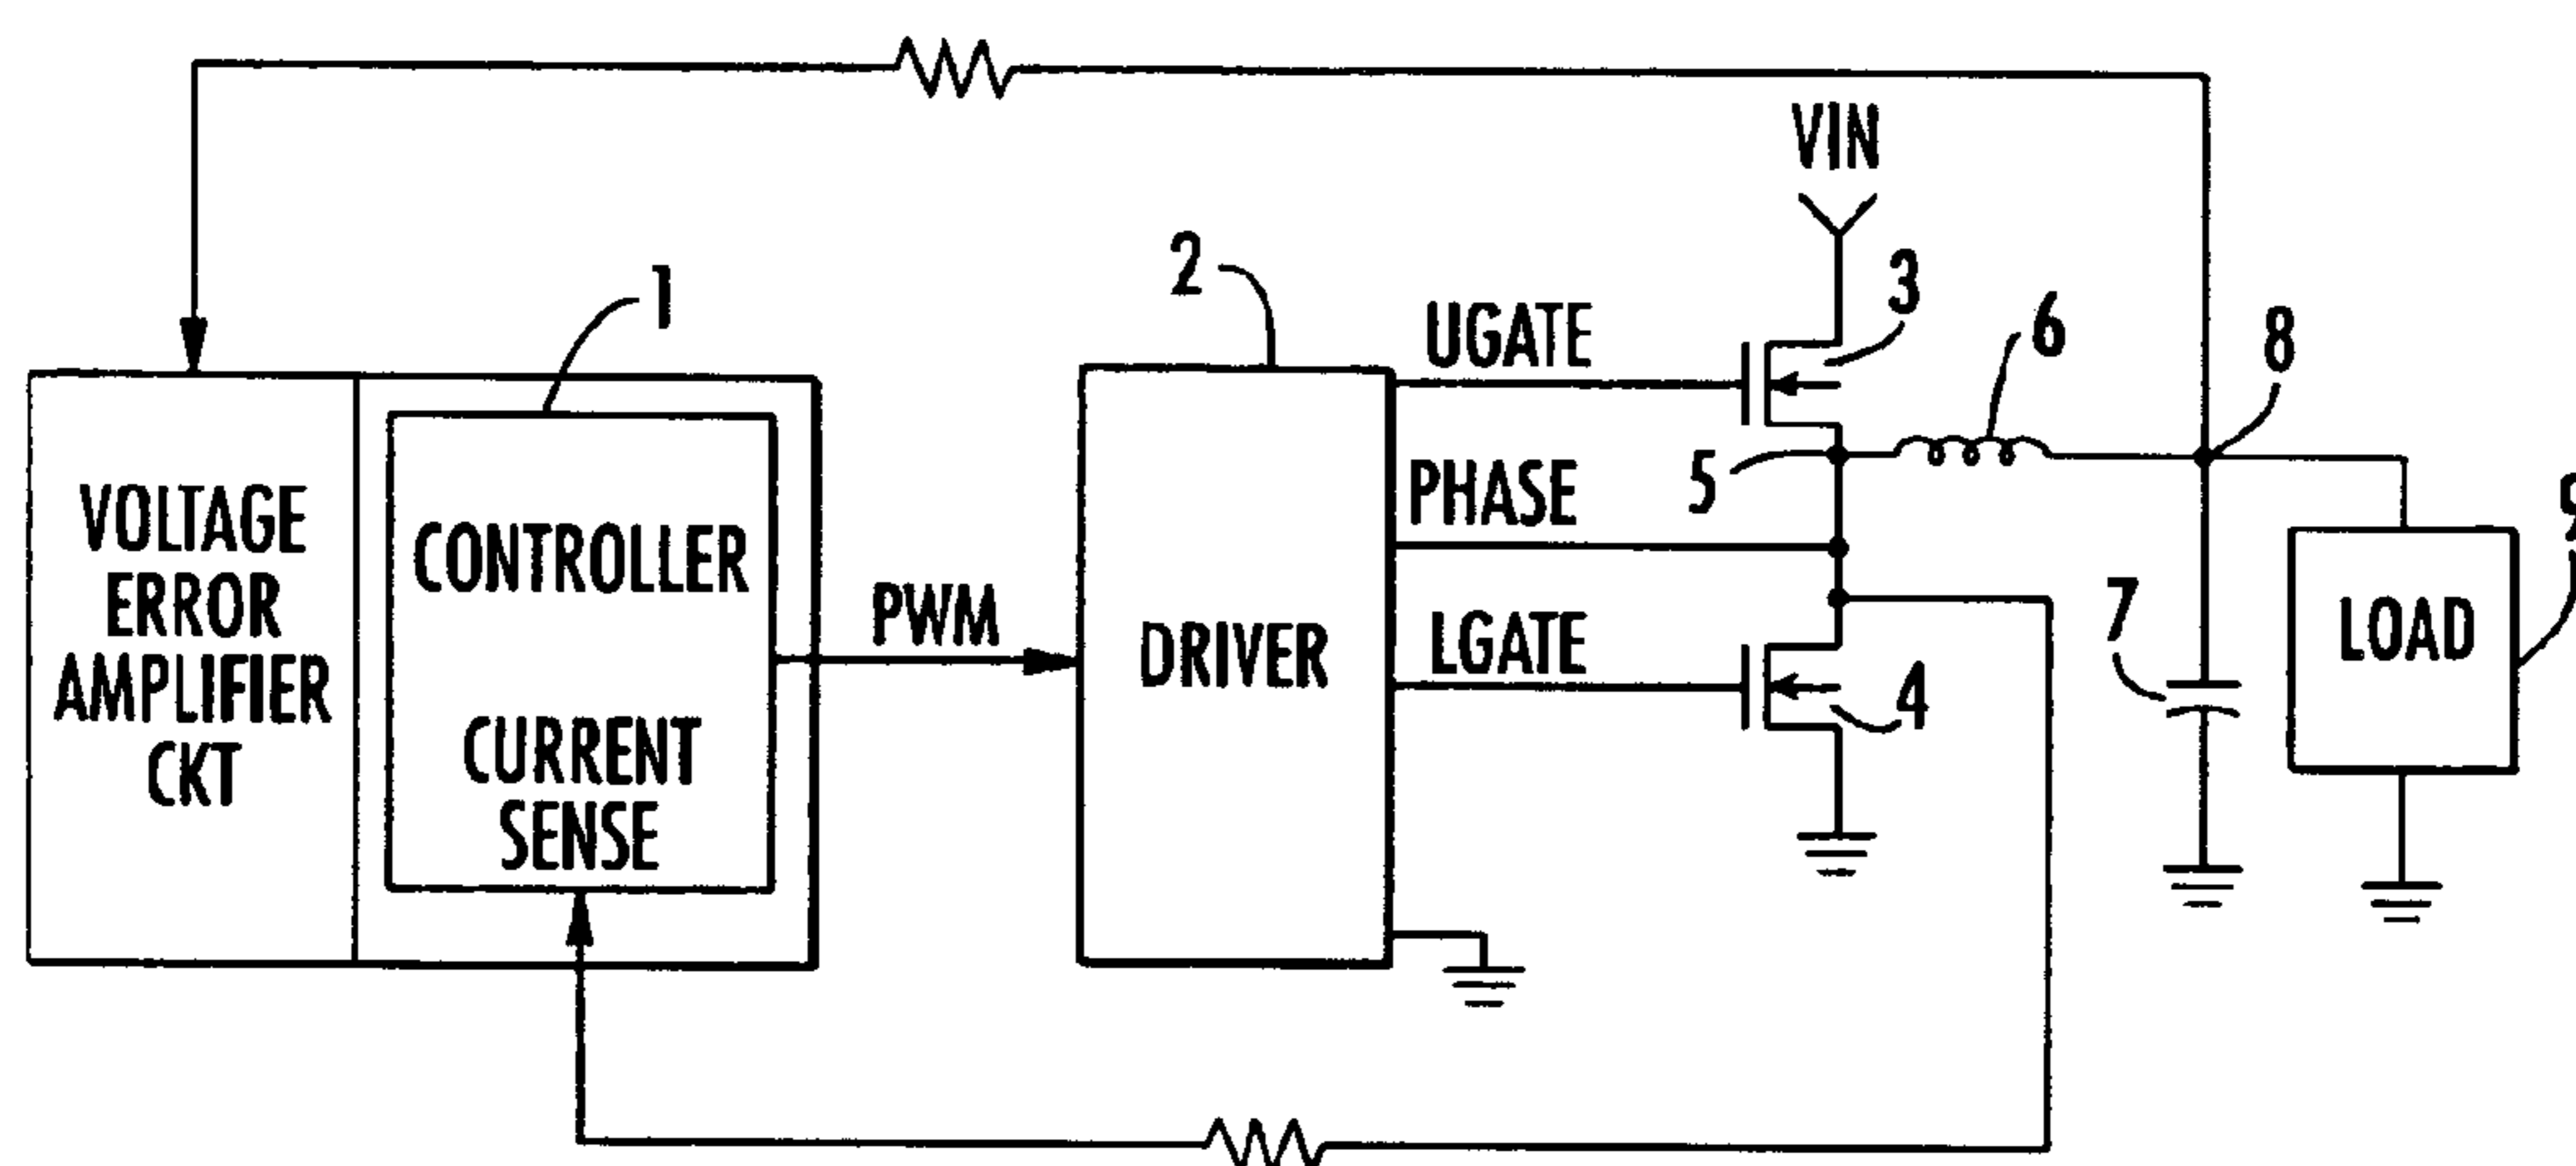 VIN
1
2
3
UGATE
6
8
5
PHASE
9
VOLTAGE
ERROR
AMPLIFIER
CKT
CONTROLLER
CURRENT
SENSE
PWM
DRIVER
LGATE
4
7
LOAD